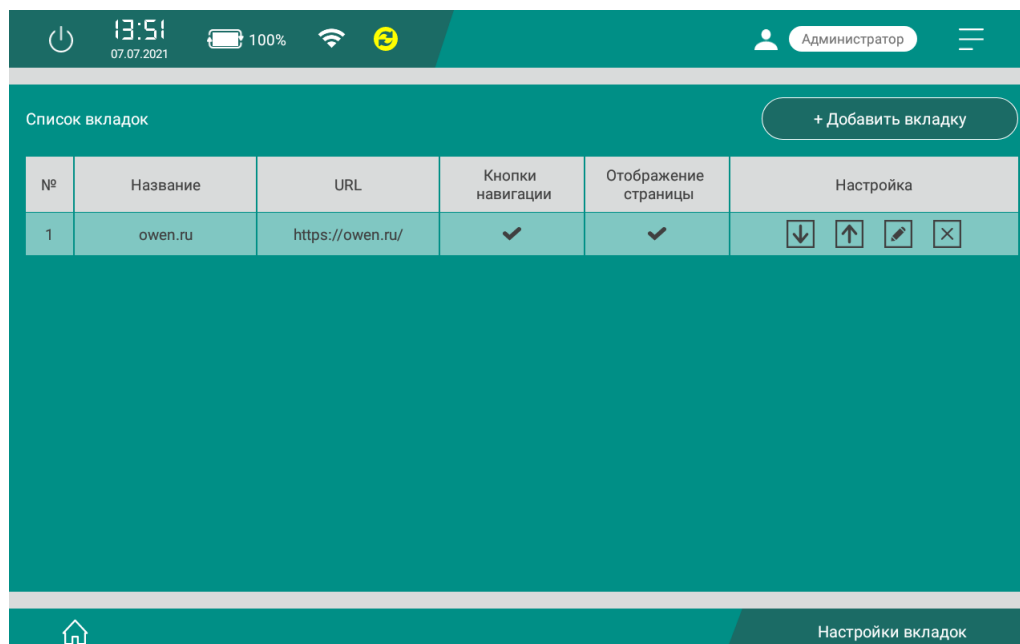 13:51
07.07.2021
100%
Администратор
Список вкладок
+ Добавить вкладку
№ Название URL Кнопки навигации Отображение страницы Настройка
1 owen.ru https://owen.ru/
Настройки вкладок